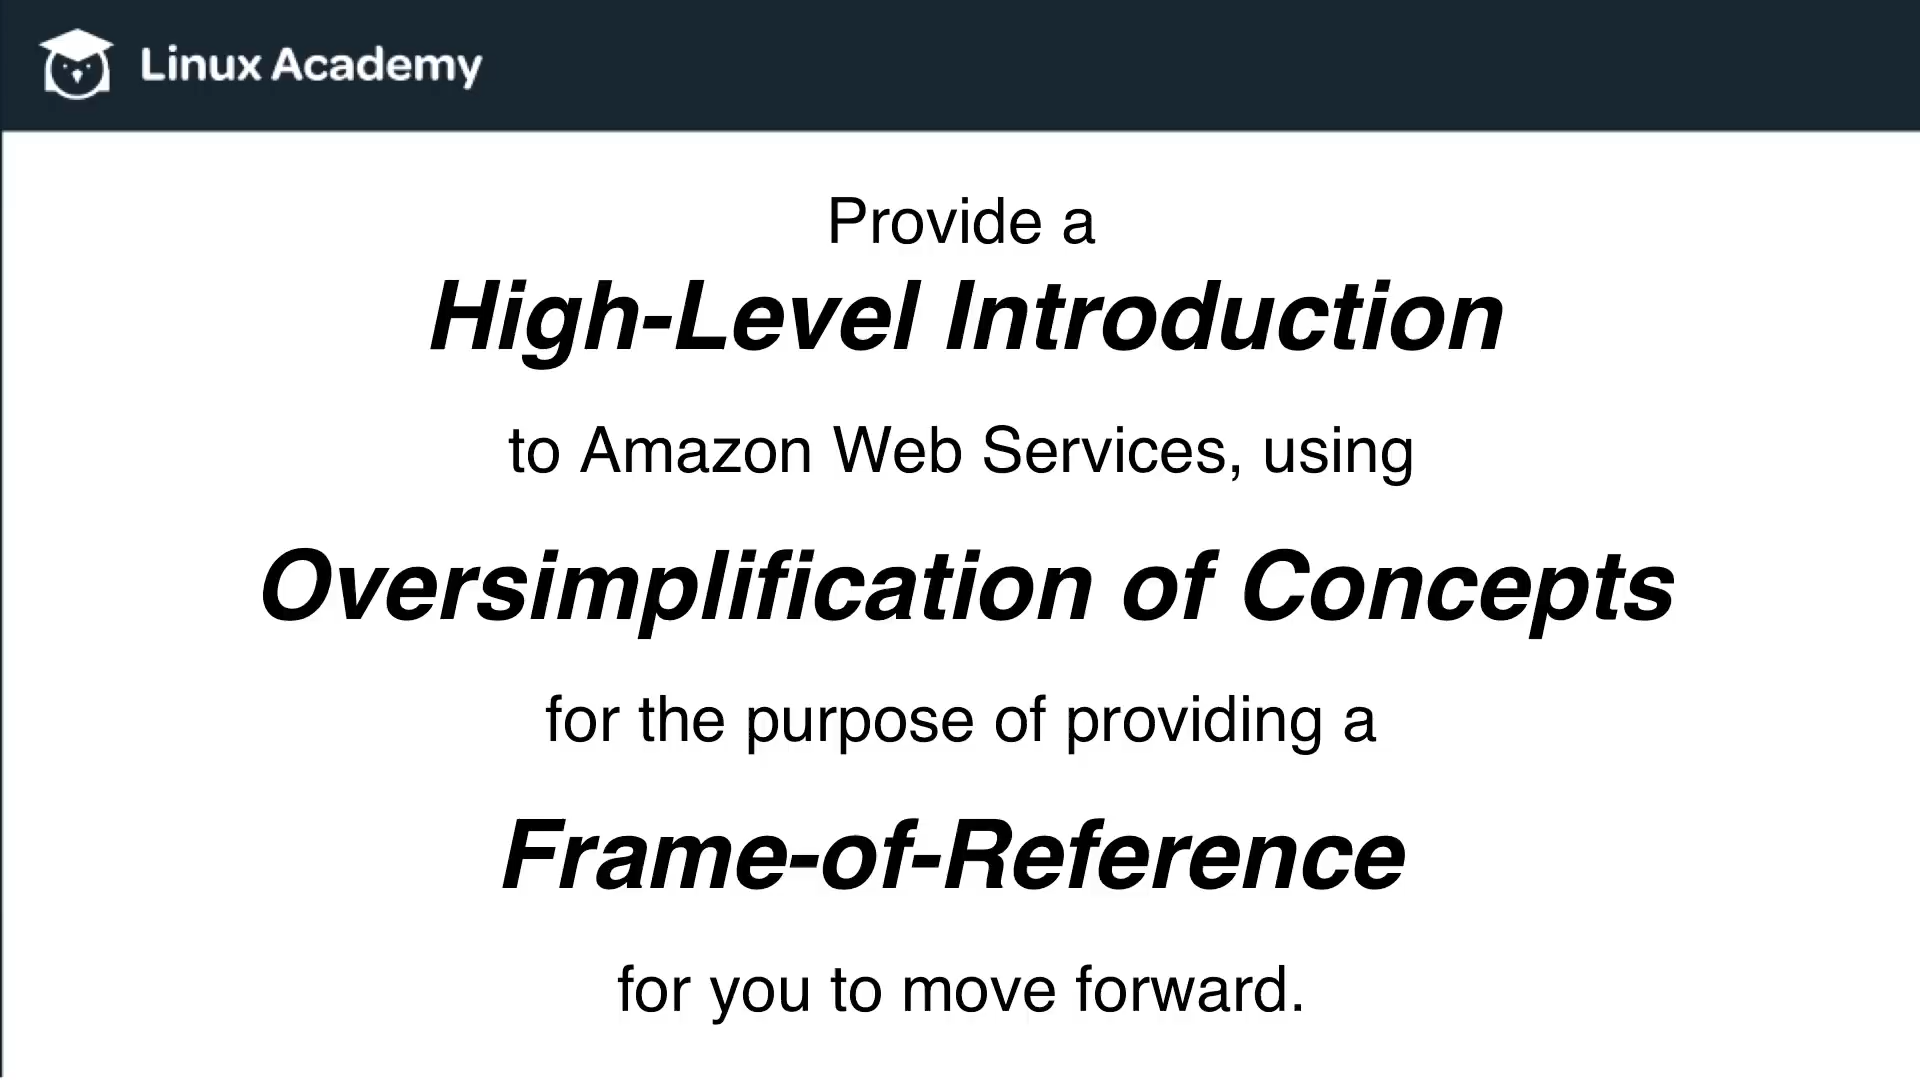 Linux Academy
Provide a
High-Level Introduction
to Amazon Web Services, using
Oversimplification of Concepts
for the purpose of providing a
Frame-of-Reference
for you to move forward.